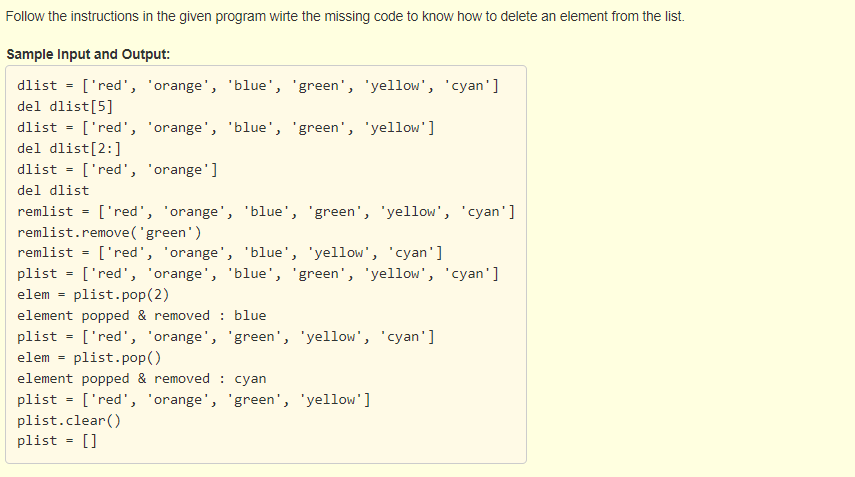 Follow the instructions in the given program wirte the missing code to know how to delete an element from the list.
Sample Input and Output:
dlist = ['red', 'orange', 'blue', 'green', 'yellow', 'cyan']
del dlist[5]
dlist = ['red', 'orange', 'blue', 'green', 'yellow']
del dlist[2:]
dlist = ['red', 'orange']
del dlist
remlist = ['red', 'orange', 'blue', 'green', 'yellow', 'cyan']
remlist.remove('green')
remlist = ['red', 'orange', 'blue', 'yellow', 'cyan']
plist = ['red', 'orange', 'blue', 'green', 'yellow', 'cyan']
elem = plist.pop(2)
element popped & removed : blue
plist = ['red', 'orange', 'green', 'yellow', 'cyan']
elem = plist.pop()
element popped & removed : cyan
plist = ['red', 'orange', 'green', 'yellow']
plist.clear()
plist = []